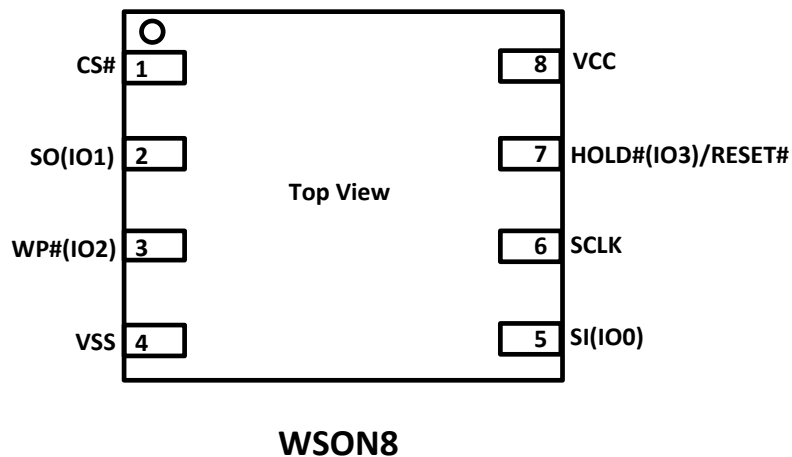 CS# 1 8 VCC
SO(IO1) 2 7 HOLD#(IO3)/RESET#
Top View
WP#(IO2) 3 6 SCLK
VSS 4 5 SI(IO0)
WSON8